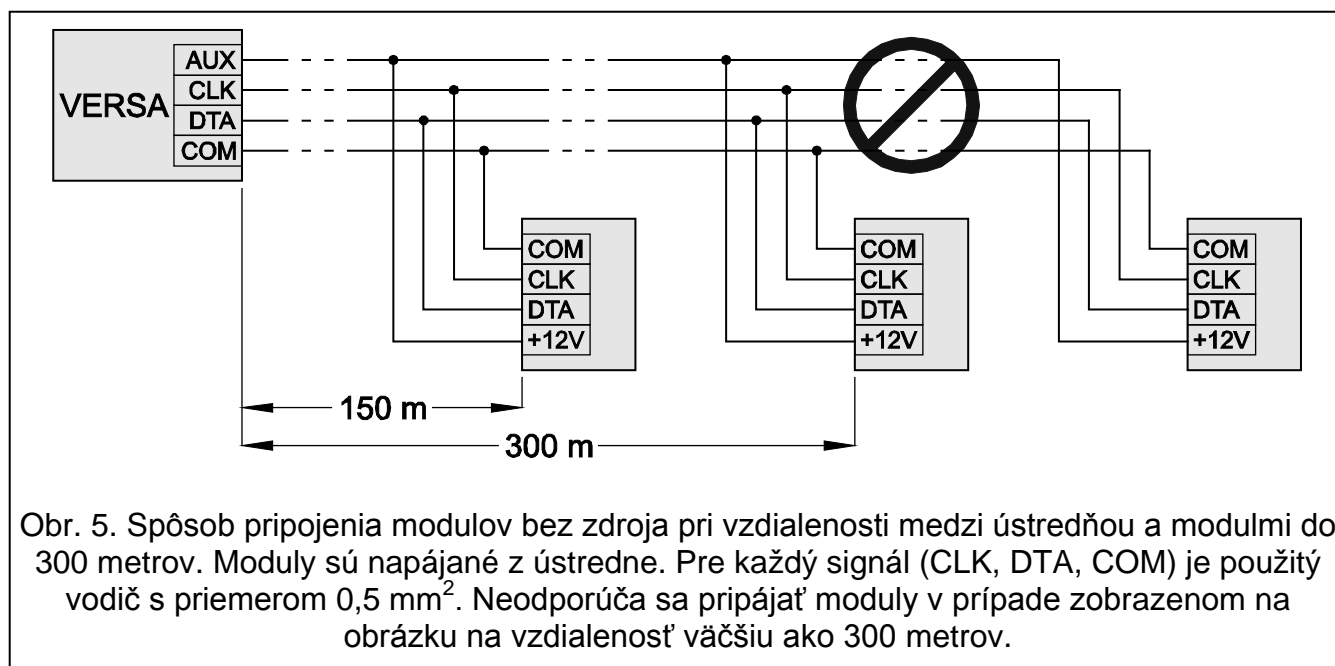 VERSA
AUX
CLK
DTA
COM
COM
CLK
DTA
+12V
COM
CLK
DTA
+12V
COM
CLK
DTA
+12V
150 m
300 m
Obr. 5. Spôsob pripojenia modulov bez zdroja pri vzdialenosti medzi ústredňou a modulmi do
300 metrov. Moduly sú napájané z ústredne. Pre každý signál (CLK, DTA, COM) je použitý
vodič s priemerom 0,5 mm². Neodporúča sa pripájať moduly v prípade zobrazenom na
obrázku na vzdialenosť väčšiu ako 300 metrov.